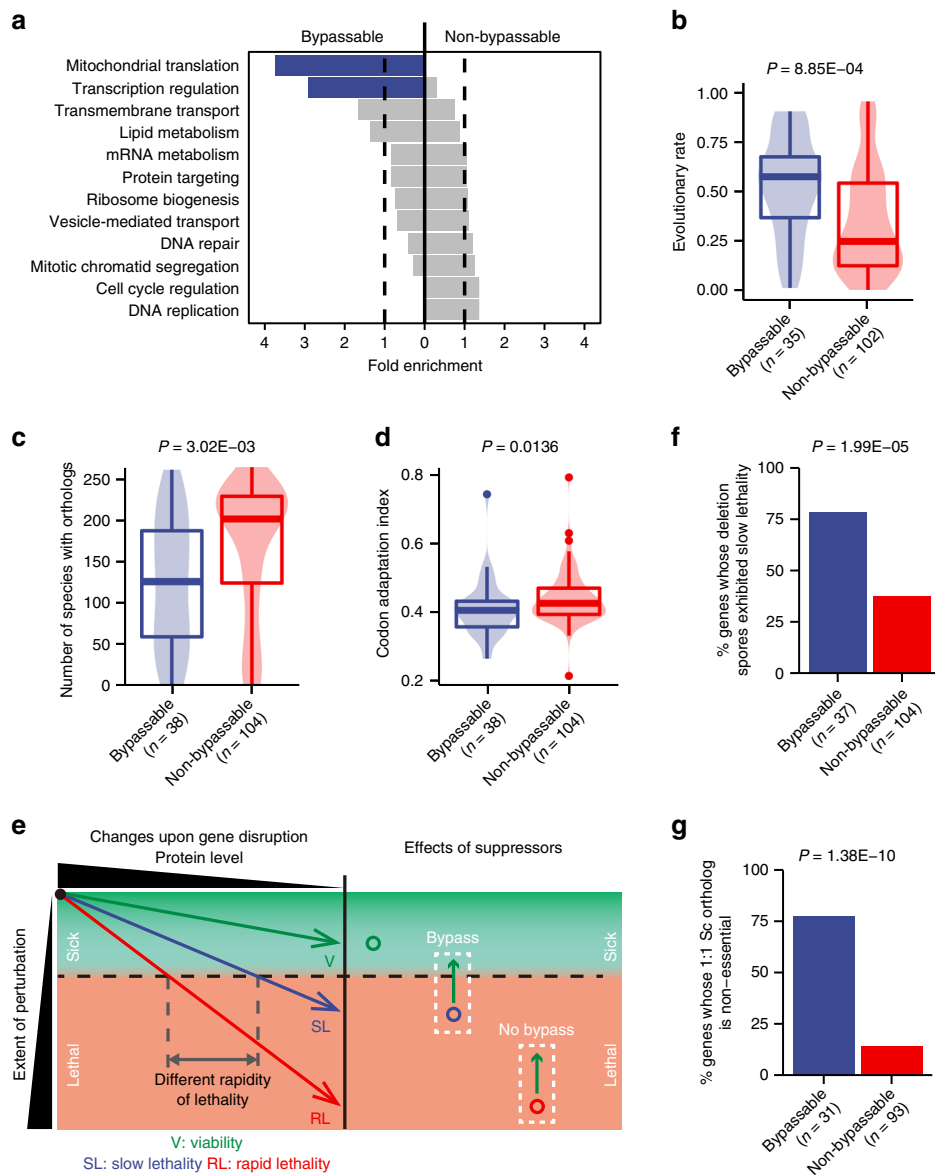 a
Bypassable
Non-bypassable
Mitochondrial translation
Transcription regulation
Transmembrane transport
Lipid metabolism
mRNA metabolism
Protein targeting
Ribosome biogenesis
Vesicle-mediated transport
DNA repair
Mitotic chromatid segregation
Cell cycle regulation
DNA replication
4 3 2 1 0 1 2 3 4
Fold enrichment
b
P = 8.85E–04
Evolutionary rate
1.00
0.75
0.50
0.25
0.00
Bypassable
(n = 35)
Non-bypassable
(n = 102)
c
P = 3.02E–03
Number of species with orthologs
250
200
150
100
50
0
Bypassable
(n = 38)
Non-bypassable
(n = 104)
d
P = 0.0136
Codon adaptation index
0.8
0.6
0.4
0.2
Bypassable
(n = 38)
Non-bypassable
(n = 104)
f
P = 1.99E–05
% genes whose deletion
spores exhibited slow lethality
100
75
50
25
0
Bypassable
(n = 37)
Non-bypassable
(n = 104)
e
Changes upon gene disruption
Protein level
Effects of suppressors
Extent of perturbation
Sick
Lethal
V
SL
RL
Different rapidity
of lethality
Bypass
No bypass
Sick
Lethal
V: viability
SL: slow lethality RL: rapid lethality
g
P = 1.38E–10
% genes whose 1:1 Sc ortholog
is non-essential
100
75
50
25
0
Bypassable
(n = 31)
Non-bypassable
(n = 93)